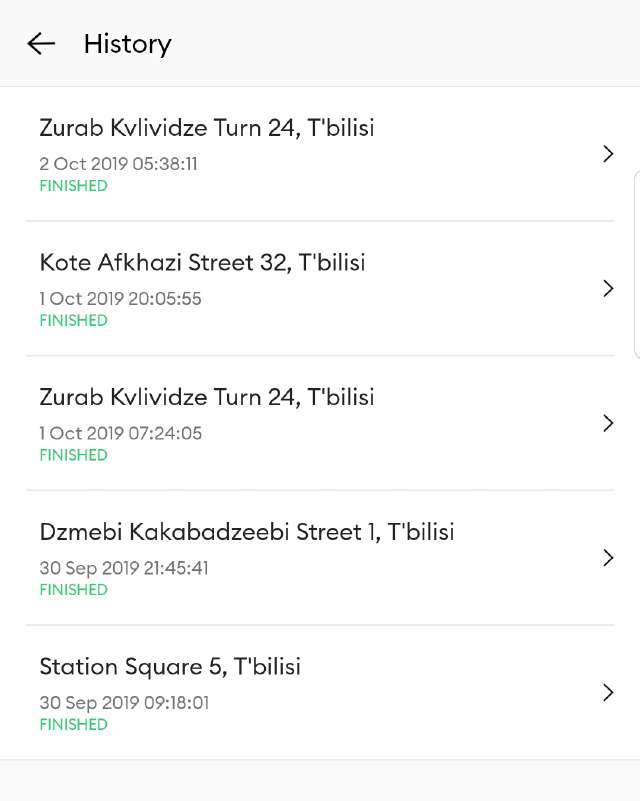 History
Zurab Kvlividze Turn 24, T'bilisi
2 Oct 2019 05:38:11
FINISHED
Kote Afkhazi Street 32, T'bilisi
1 Oct 2019 20:05:55
FINISHED
Zurab Kvlividze Turn 24, T'bilisi
1 Oct 2019 07:24:05
FINISHED
Dzmebi Kakabadzeebi Street 1, T'bilisi
30 Sep 2019 21:45:41
FINISHED
Station Square 5, T'bilisi
30 Sep 2019 09:18:01
FINISHED